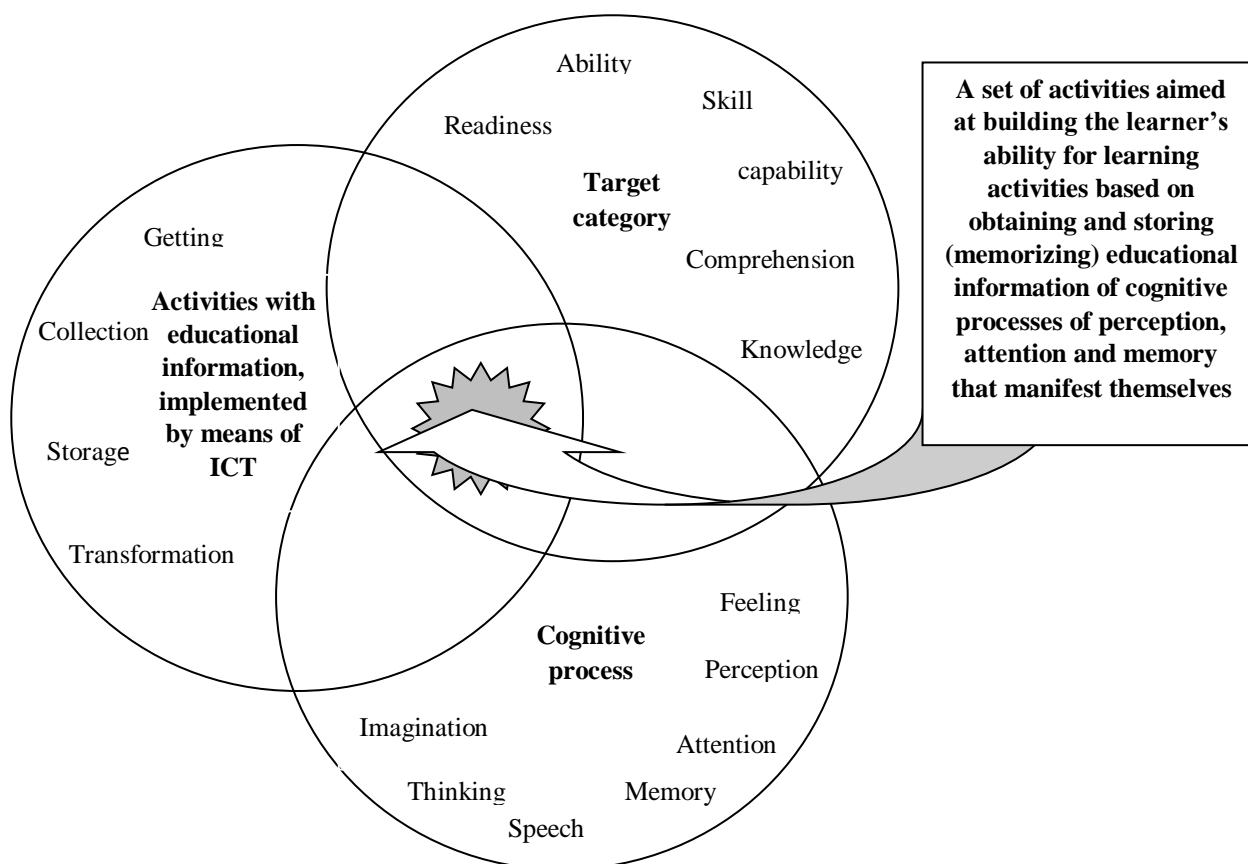 Ability
Skill
Readiness
capability
Target
category
Comprehension
Knowledge
Getting
Activities with
educational
information,
implemented
by means of
ICT
Collection
Storage
Transformation
Feeling
Cognitive
process
Perception
Imagination
Attention
Thinking
Memory
Speech
A set of activities aimed
at building the learner’s
ability for learning
activities based on
obtaining and storing
(memorizing) educational
information of cognitive
processes of perception,
attention and memory
that manifest themselves